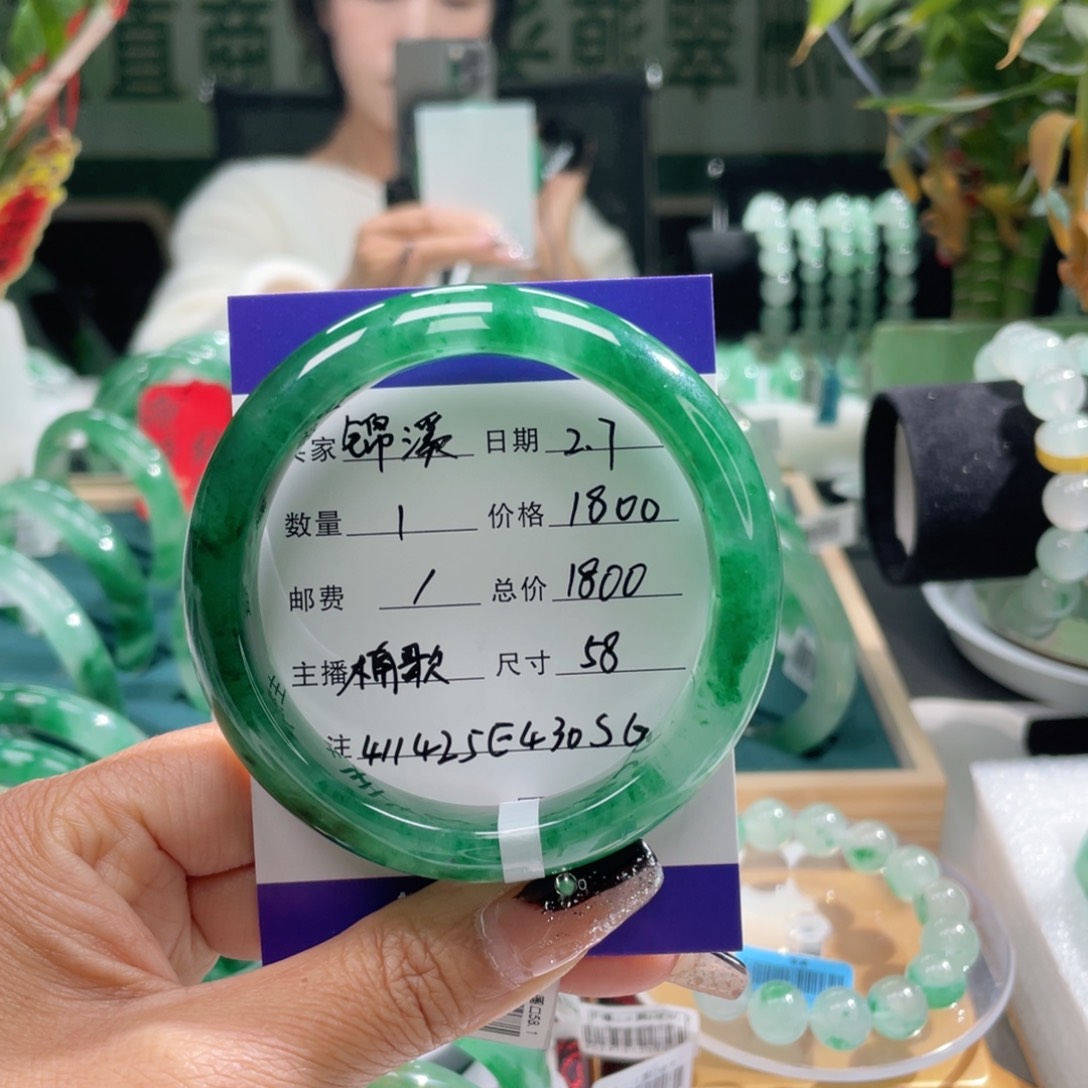 家 锦溪 日期 2.7
数量 1 价格 1800
邮费 / 总价 1800
主播 楠歌 尺寸 58
注 411425E430SG